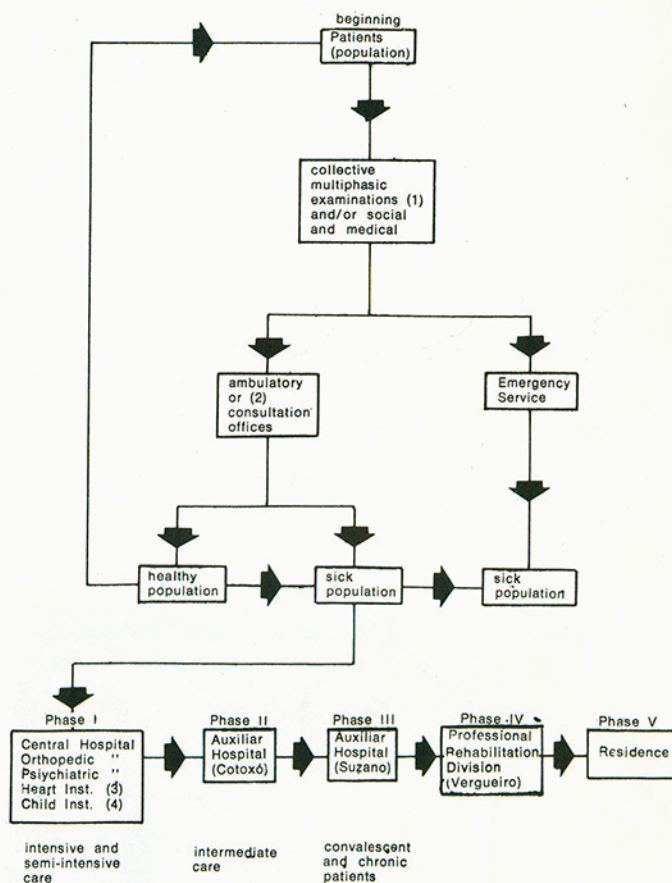 beginning
Patients
(population)
collective
multiphasic
examinations (1)
and/or social
and medical
ambulatory
or (2)
consultation
offices
Emergency
Service
healthy
population
sick
population
sick
population
Phase I
Central Hospital
Orthopedic "
Psychiatric "
Heart Inst. (3)
Child Inst. (4)
intensive and
semi-intensive
care
Phase II
Auxiliar
Hospital
(Cotoxó)
intermediate
care
Phase III
Auxiliar
Hospital
(Suzano)
convalescent
and chronic
patients
Phase IV
Professional
Rehabilitation
Division
(Vergueiro)
Phase V
Residence